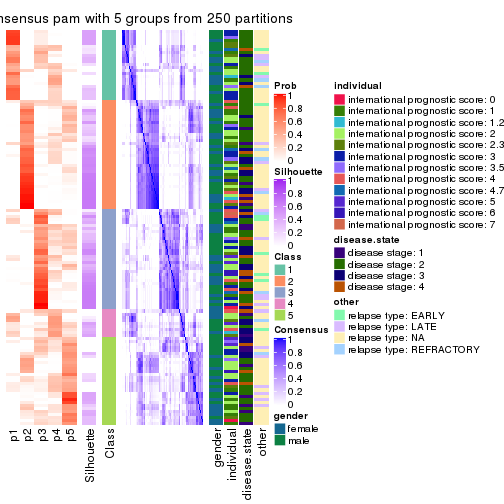 nsensus pam with 5 groups from 250 partitions
p1
p2
p3
p4
p5
Silhouette
Class
gender
individual
disease.state
other
Prob
1
0.8
0.6
0.4
0.2
0
Silhouette
1
0.8
0.6
0.4
0.2
0
Class
1
2
3
4
5
Consensus
1
0.8
0.6
0.4
0.2
0
gender
female
male
individual
international prognostic score: 0
international prognostic score: 1
international prognostic score: 1.2
international prognostic score: 2
international prognostic score: 2.3
international prognostic score: 3
international prognostic score: 3.5
international prognostic score: 4
international prognostic score: 4.7
international prognostic score: 5
international prognostic score: 6
international prognostic score: 7
disease.state
disease stage: 1
disease stage: 2
disease stage: 3
disease stage: 4
other
relapse type: EARLY
relapse type: LATE
relapse type: NA
relapse type: REFRACTORY